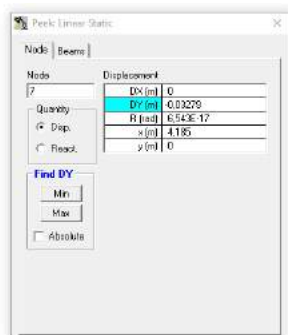 Peek: Linear Static
Node Beams
Node
7
Quantity
Disp.
React.
Find DY
Min
Max
Absolute
Displacement
DX (m) 0
DY (m) -0,03279
R (rad) 6,543E-17
x (m) 4,185
y (m) 0